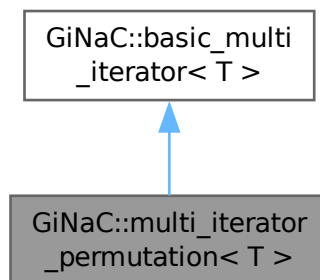 GiNaC::basic_multi
_iterator< T >
GiNaC::multi_iterator
_permutation< T >